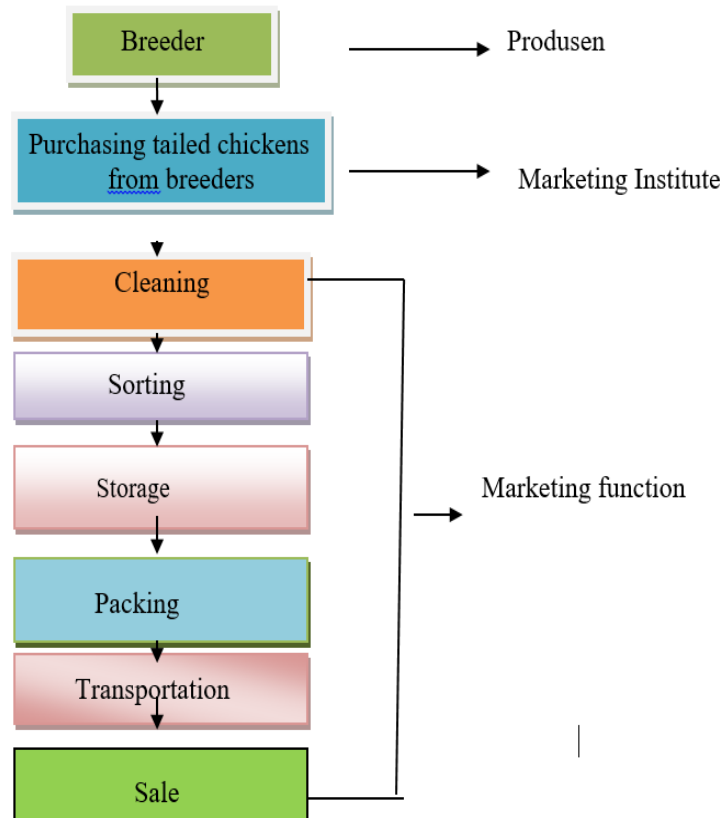 Breeder
Produsen
Purchasing tailed chickens
from breeders
Marketing Institute
Cleaning
Sorting
Storage
Marketing function
Packing
Transportation
Sale